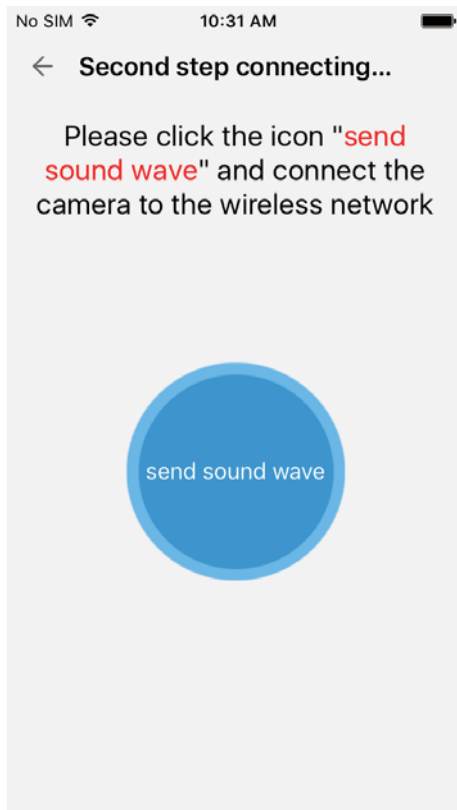 No SIM 10:31 AM
Second step connecting...
Please click the icon "send
sound wave" and connect the
camera to the wireless network
send sound wave